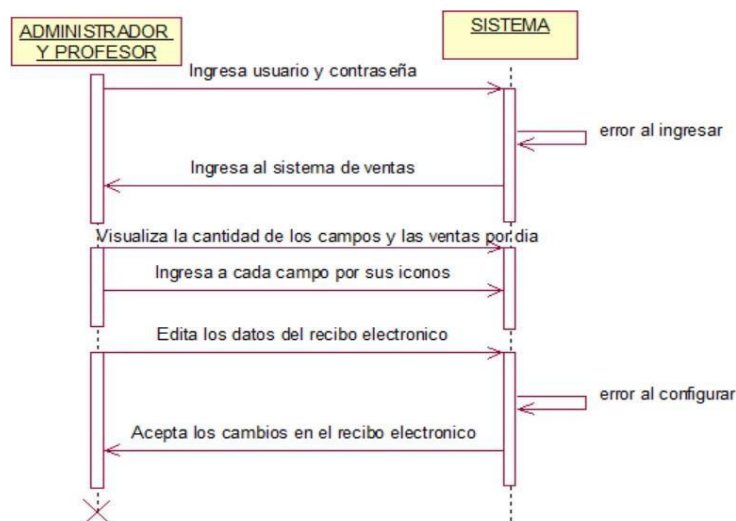 ADMINISTRADOR
Y PROFESOR
SISTEMA
Ingresa usuario y contraseña
error al ingresar
Ingresa al sistema de ventas
Visualiza la cantidad de los campos y las ventas por dia
Ingresa a cada campo por sus iconos
Edita los datos del recibo electronico
error al configurar
Acepta los cambios en el recibo electronico